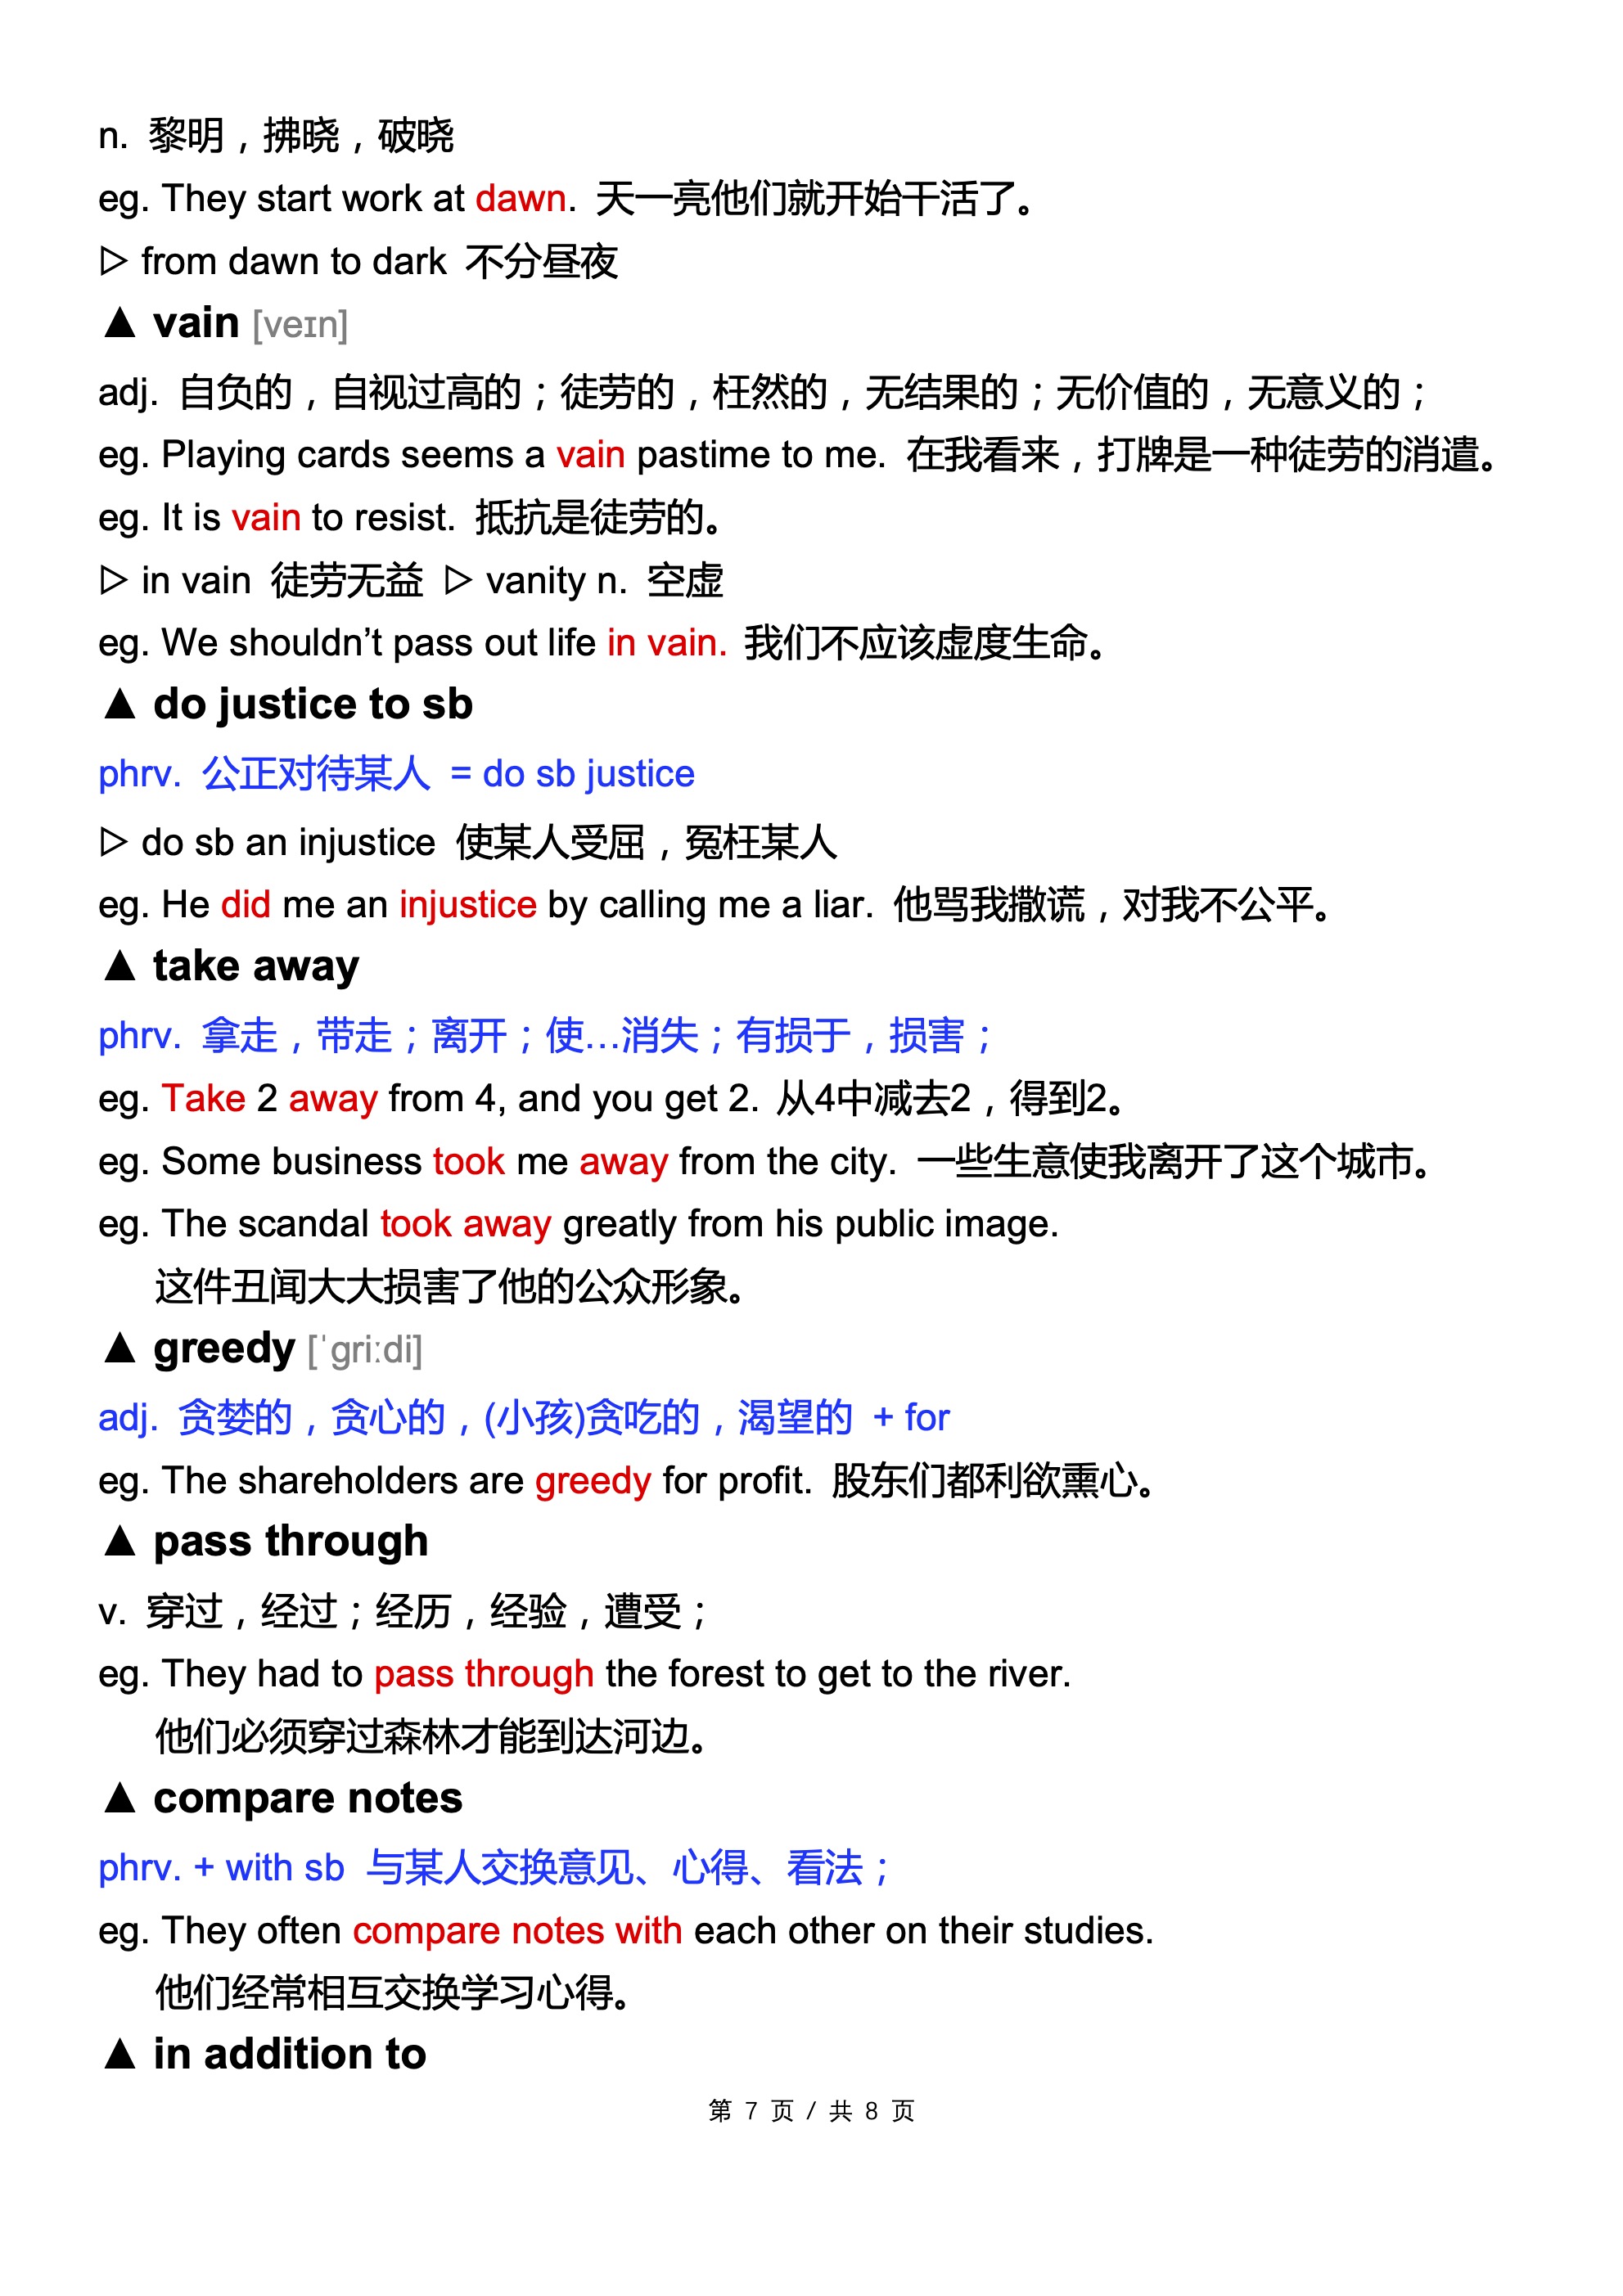 n. 黎明，拂晓，破晓
eg. They start work at dawn. 天一亮他们就开始干活了。
▷ from dawn to dark 不分昼夜
▲ vain [veɪn]
adj. 自负的，自视过高的；徒劳的，枉然的，无结果的；无价值的，无意义的；
eg. Playing cards seems a vain pastime to me. 在我看来，打牌是一种徒劳的消遣。
eg. It is vain to resist. 抵抗是徒劳的。
▷ in vain 徒劳无益 ▷ vanity n. 空虚
eg. We shouldn’t pass out life in vain. 我们不应该虚度生命。
▲ do justice to sb
phrv. 公正对待某人 = do sb justice
▷ do sb an injustice 使某人受屈，冤枉某人
eg. He did me an injustice by calling me a liar. 他骂我撒谎，对我不公平。
▲ take away
phrv. 拿走，带走；离开；使…消失；有损于，损害；
eg. Take 2 away from 4, and you get 2. 从4中减去2，得到2。
eg. Some business took me away from the city. 一些生意使我离开了这个城市。
eg. The scandal took away greatly from his public image.
这件丑闻大大损害了他的公众形象。
▲ greedy [ˈgriːdi]
adj. 贪婪的，贪心的，(小孩)贪吃的，渴望的 + for
eg. The shareholders are greedy for profit. 股东们都利欲熏心。
▲ pass through
v. 穿过，经过；经历，经验，遭受；
eg. They had to pass through the forest to get to the river.
他们必须穿过森林才能到达河边。
▲ compare notes
phrv. + with sb 与某人交换意见、心得、看法；
eg. They often compare notes with each other on their studies.
他们经常相互交换学习心得。
▲ in addition to
第 7 页 / 共 8 页